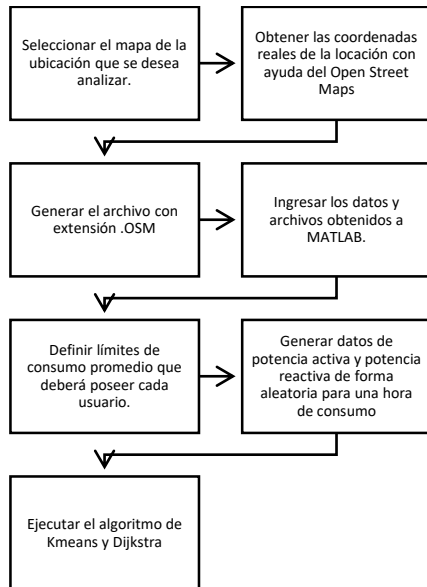 Seleccionar el mapa de la
ubicación que se desea
analizar.
Obtener las coordenadas
reales de la locación con
ayuda del Open Street
Maps
Generar el archivo con
extensión .OSM
Ingresar los datos y
archivos obtenidos a
MATLAB.
Definir límites de
consumo promedio que
deberá poseer cada
usuario.
Generar datos de
potencia activa y potencia
reactiva de forma
aleatoria para una hora
de consumo
Ejecutar el algoritmo de
Kmeans y Dijkstra